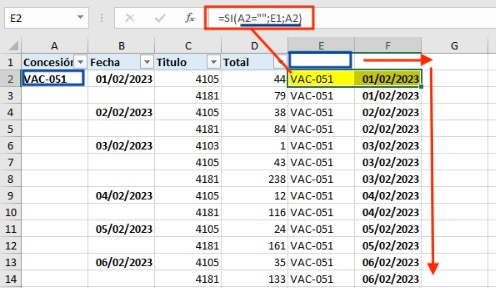 E2 fx =SI(A2="";E1;A2)
A B C D E F G
1 Concesión Fecha Titulo Total
2 VAC-051 01/02/2023 4105 44 VAC-051 01/02/2023
3 4181 79 VAC-051 01/02/2023
4 02/02/2023 4105 38 VAC-051 02/02/2023
5 4181 84 VAC-051 02/02/2023
6 03/02/2023 4103 1 VAC-051 03/02/2023
7 4105 43 VAC-051 03/02/2023
8 4181 238 VAC-051 03/02/2023
9 04/02/2023 4105 12 VAC-051 04/02/2023
10 4181 116 VAC-051 04/02/2023
11 05/02/2023 4105 24 VAC-051 05/02/2023
12 4181 161 VAC-051 05/02/2023
13 06/02/2023 4105 35 VAC-051 06/02/2023
14 4181 133 VAC-051 06/02/2023